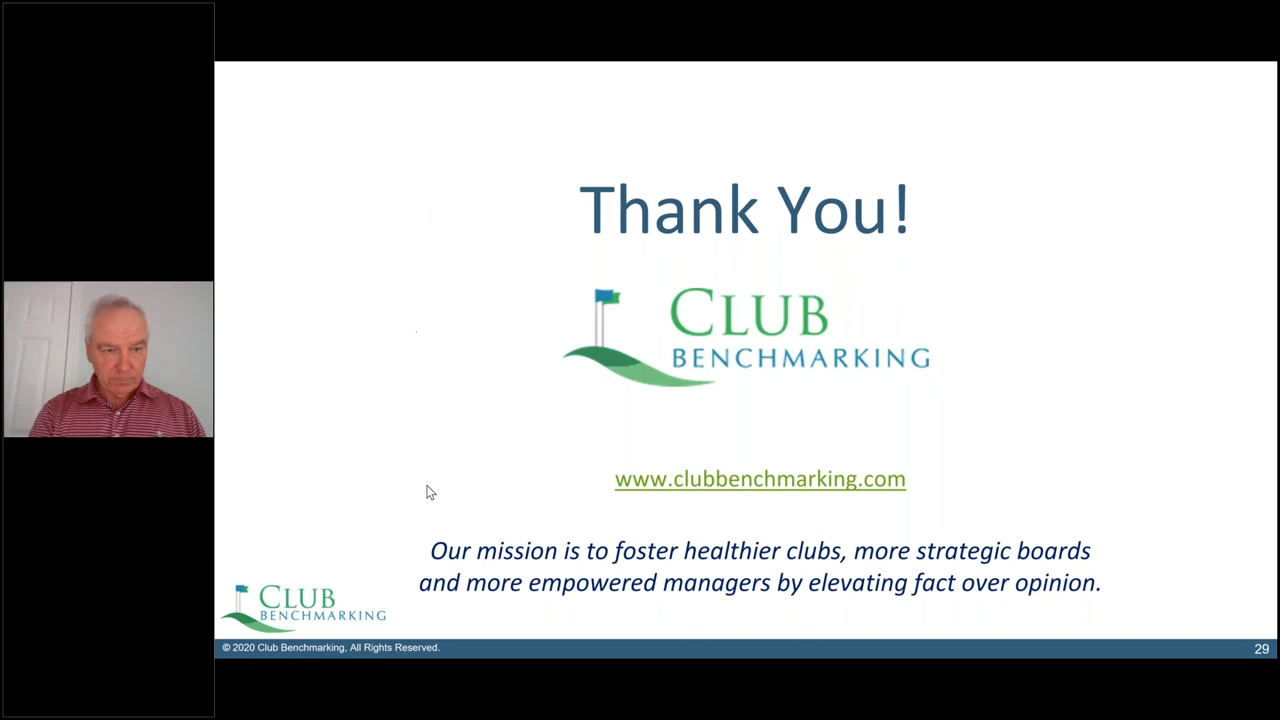 Thank You!
CLUB
BENCHMARKING
www.clubbenchmarking.com
Our mission is to foster healthier clubs, more strategic boards
and more empowered managers by elevating fact over opinion.
CLUB
BENCHMARKING
© 2020 Club Benchmarking, All Rights Reserved.
29